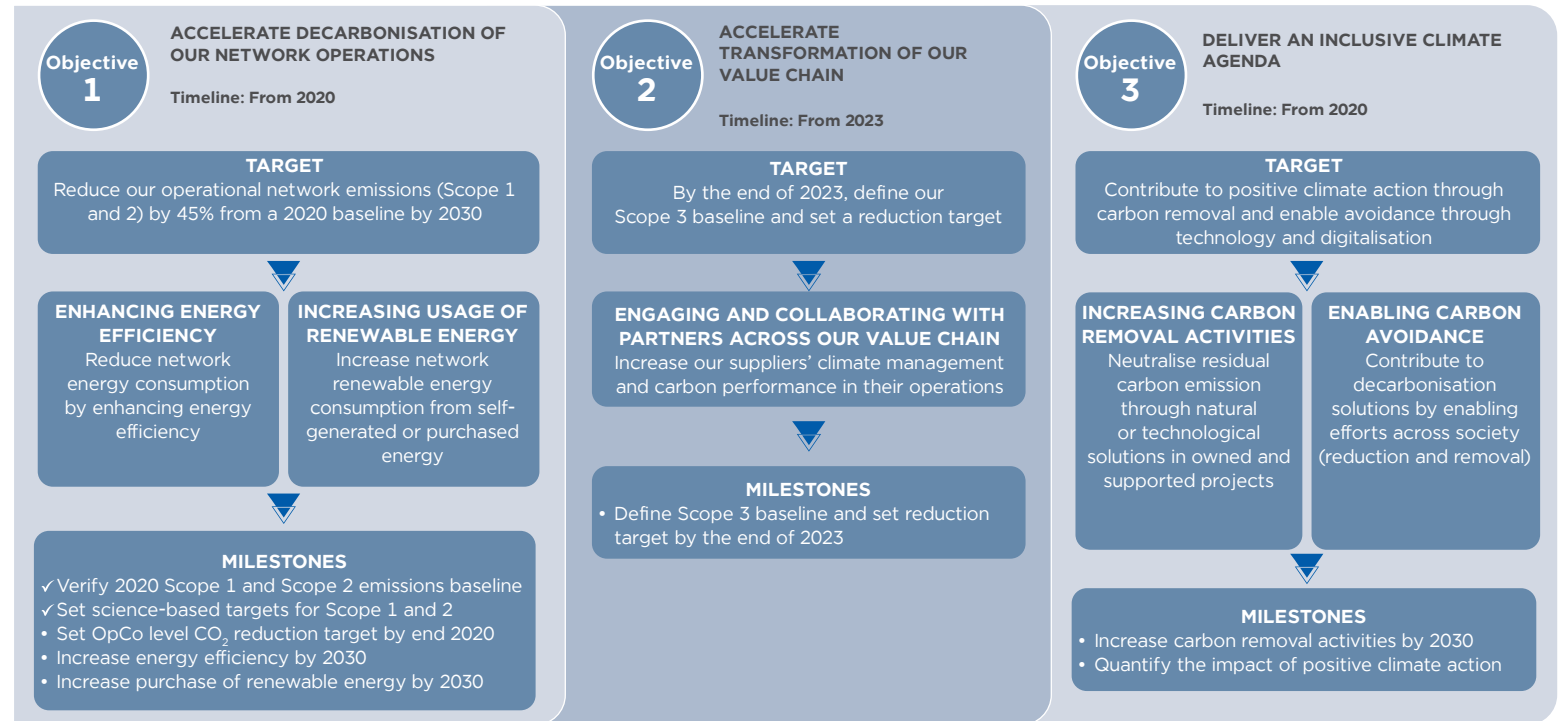 Objective
1
ACCELERATE DECARBONISATION OF
OUR NETWORK OPERATIONS
Timeline: From 2020
TARGET
Reduce our operational network emissions (Scope 1
and 2) by 45% from a 2020 baseline by 2030
ENHANCING ENERGY
EFFICIENCY
Reduce network
energy consumption
by enhancing energy
efficiency
INCREASING USAGE OF
RENEWABLE ENERGY
Increase network
renewable energy
consumption from self-
generated or purchased
energy
MILESTONES
✓ Verify 2020 Scope 1 and Scope 2 emissions baseline
✓ Set science-based targets for Scope 1 and 2
• Set OpCo level CO₂ reduction target by end 2020
• Increase energy efficiency by 2030
• Increase purchase of renewable energy by 2030
Objective
2
ACCELERATE
TRANSFORMATION OF OUR
VALUE CHAIN
Timeline: From 2023
TARGET
By the end of 2023, define our
Scope 3 baseline and set a reduction target
ENGAGING AND COLLABORATING WITH
PARTNERS ACROSS OUR VALUE CHAIN
Increase our suppliers’ climate management
and carbon performance in their operations
MILESTONES
• Define Scope 3 baseline and set reduction
target by the end of 2023
Objective
3
DELIVER AN INCLUSIVE CLIMATE
AGENDA
Timeline: From 2020
TARGET
Contribute to positive climate action through
carbon removal and enable avoidance through
technology and digitalisation
INCREASING CARBON
REMOVAL ACTIVITIES
Neutralise residual
carbon emission
through natural
or technological
solutions in owned and
supported projects
ENABLING CARBON
AVOIDANCE
Contribute to
decarbonisation
solutions by enabling
efforts across society
(reduction and removal)
MILESTONES
• Increase carbon removal activities by 2030
• Quantify the impact of positive climate action